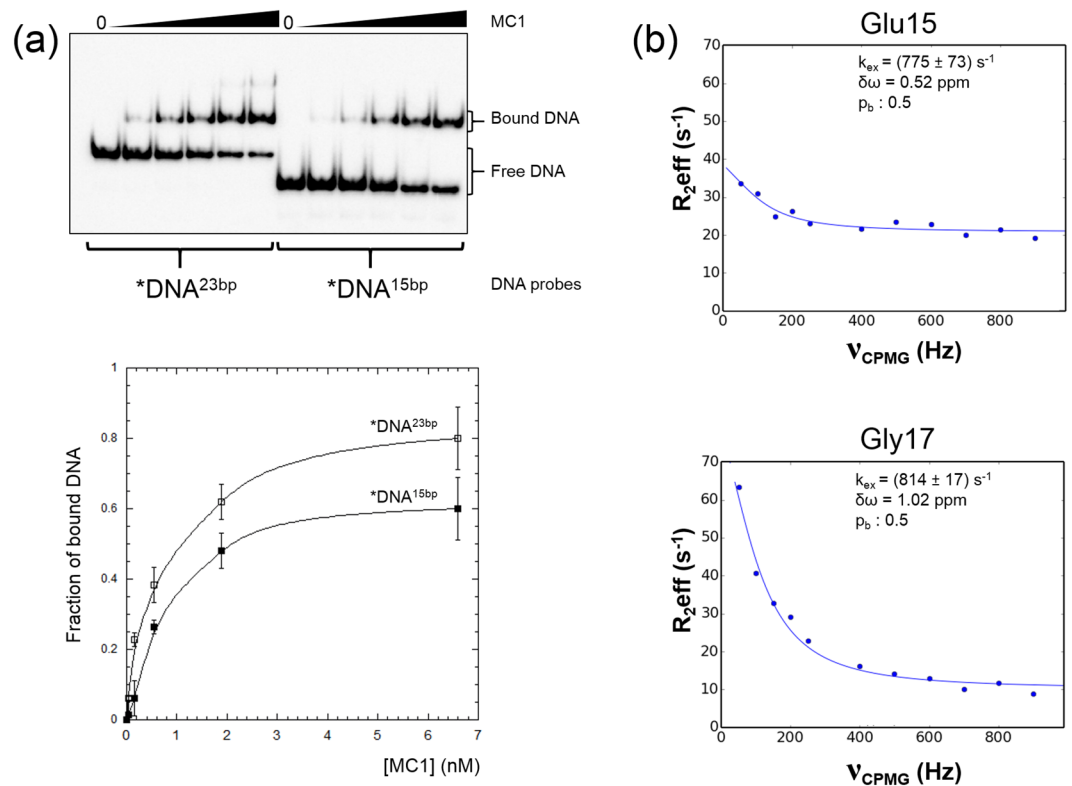 (a)
0
0
MC1
Bound DNA
Free DNA
*DNA23bp
*DNA15bp
DNA probes
Fraction of bound DNA
1
0.8
0.6
0.4
0.2
0
*DNA23bp
*DNA15bp
0 1 2 3 4 5 6 7
[MC1] (nM)
(b)
Glu15
kex = (775 ± 73) s-1
δω = 0.52 ppm
pb : 0.5
R2eff (s-1)
70
60
50
40
30
20
10
0
0 200 400 600 800
νCPMG (Hz)
Gly17
kex = (814 ± 17) s-1
δω = 1.02 ppm
pb : 0.5
R2eff (s-1)
70
60
50
40
30
20
10
0
0 200 400 600 800
νCPMG (Hz)